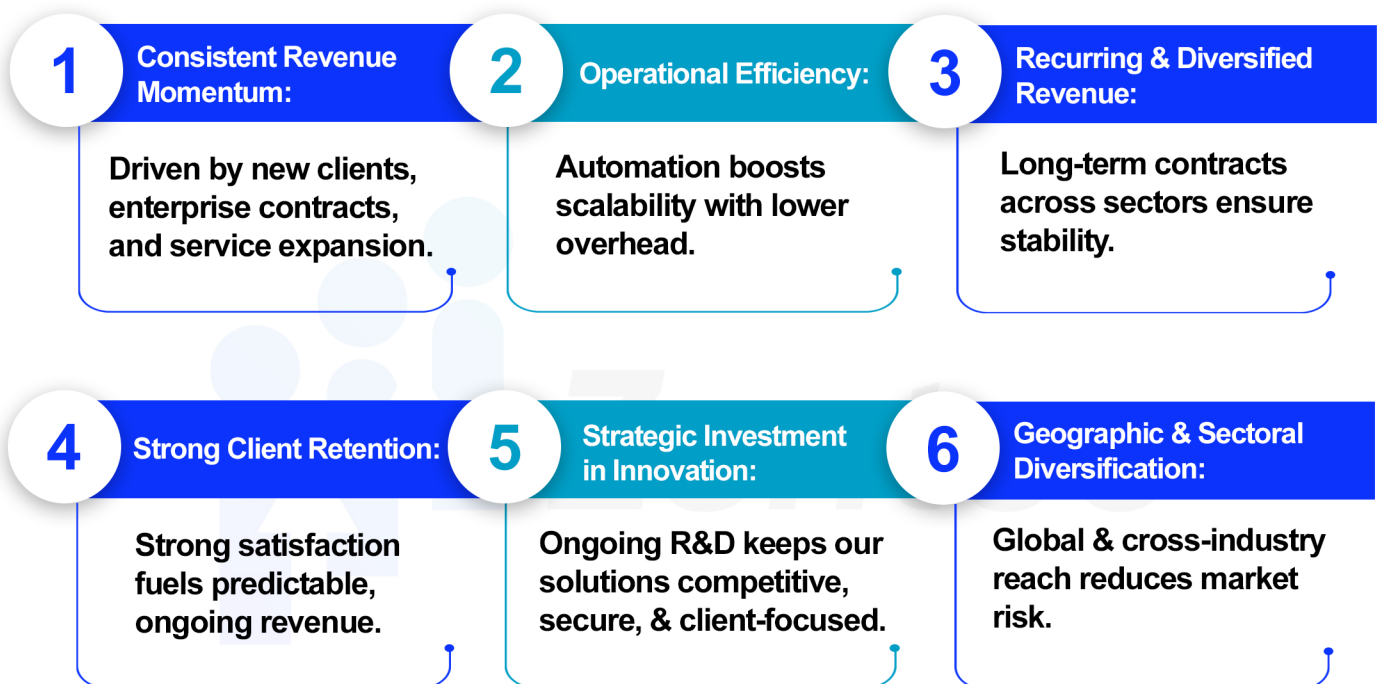 1
Consistent Revenue
Momentum:
Driven by new clients,
enterprise contracts,
and service expansion.
2
Operational Efficiency:
Automation boosts
scalability with lower
overhead.
3
Recurring & Diversified
Revenue:
Long-term contracts
across sectors ensure
stability.
4
Strong Client Retention:
Strong satisfaction
fuels predictable,
ongoing revenue.
5
Strategic Investment
in Innovation:
Ongoing R&D keeps our
solutions competitive,
secure, & client-focused.
6
Geographic & Sectoral
Diversification:
Global & cross-industry
reach reduces market
risk.